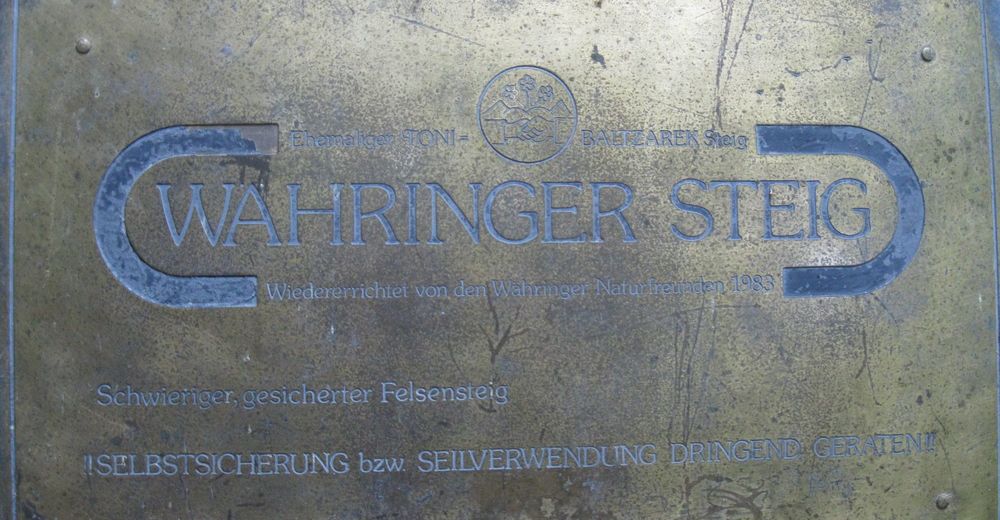 Ehemaliger TONI- BALTZAREK Steig
WÄHRINGER STEIG
Wiedererrichtet von den Währinger Naturfreunden 1983
Schwieriger, gesicherter Felsensteig
!!SELBSTSICHERUNG bzw. SEILVERWENDUNG DRINGEND GERATEN!!